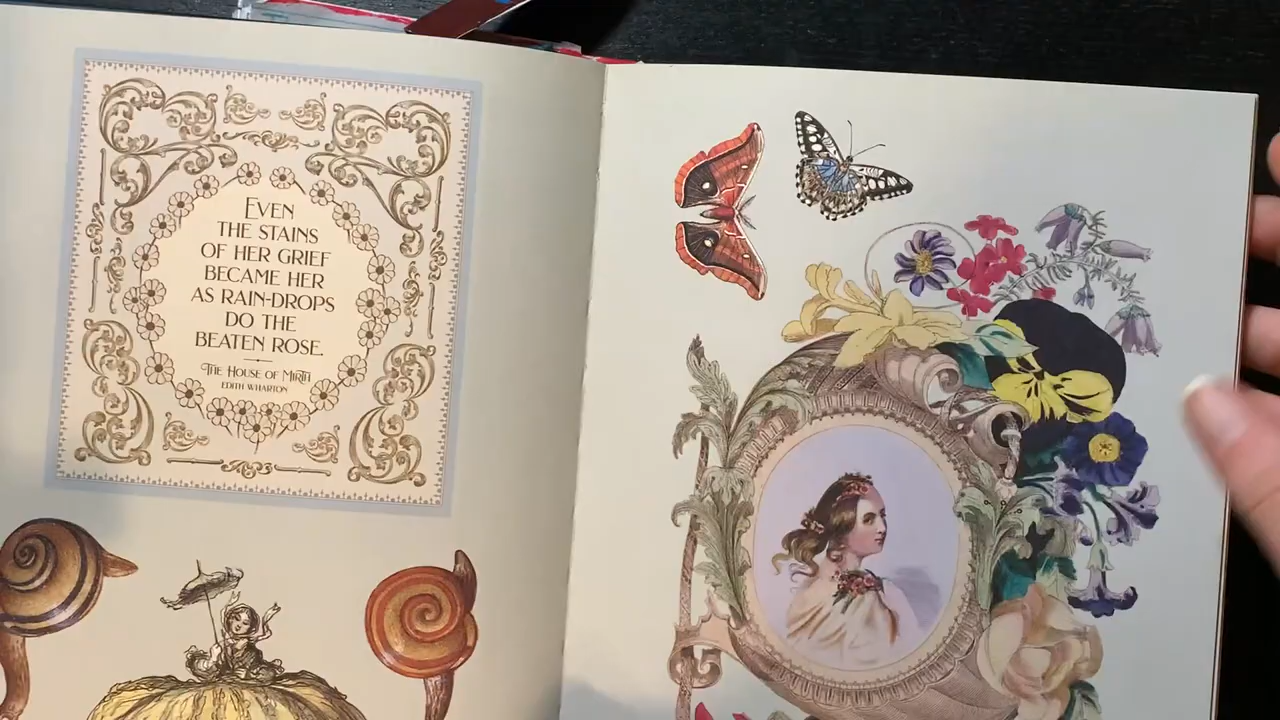 EVEN
THE STAINS
OF HER GRIEF
BECAME HER
AS RAIN-DROPS
DO THE
BEATEN ROSE.
THE HOUSE OF MIRTH
EDITH WHARTON